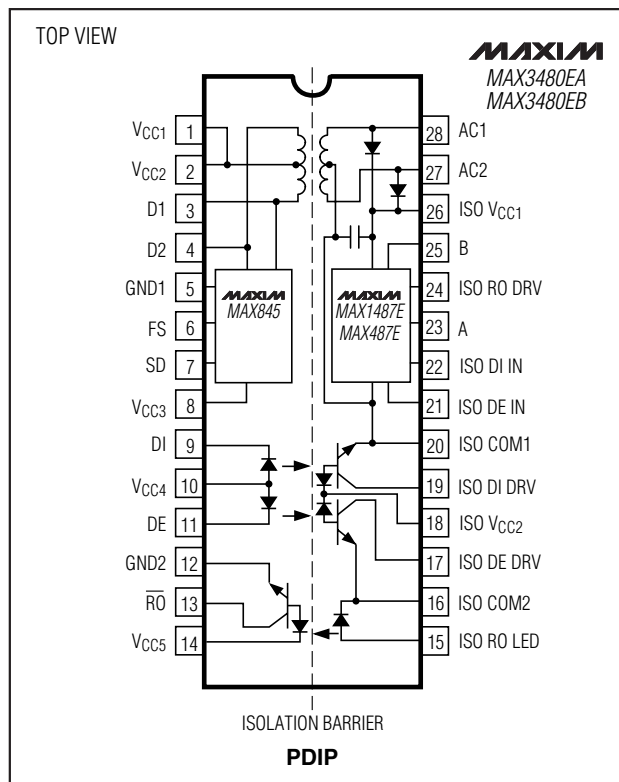 TOP VIEW
MAXIM
MAX3480EA
MAX3480EB
VCC1 1
VCC2 2
D1 3
D2 4
GND1 5
FS 6
SD 7
VCC3 8
DI 9
VCC4 10
DE 11
GND2 12
R̅O̅ 13
VCC5 14
MAXIM
MAX845
MAXIM
MAX1487E
MAX487E
28 AC1
27 AC2
26 ISO VCC1
25 B
24 ISO RO DRV
23 A
22 ISO DI IN
21 ISO DE IN
20 ISO COM1
19 ISO DI DRV
18 ISO VCC2
17 ISO DE DRV
16 ISO COM2
15 ISO RO LED
ISOLATION BARRIER
PDIP